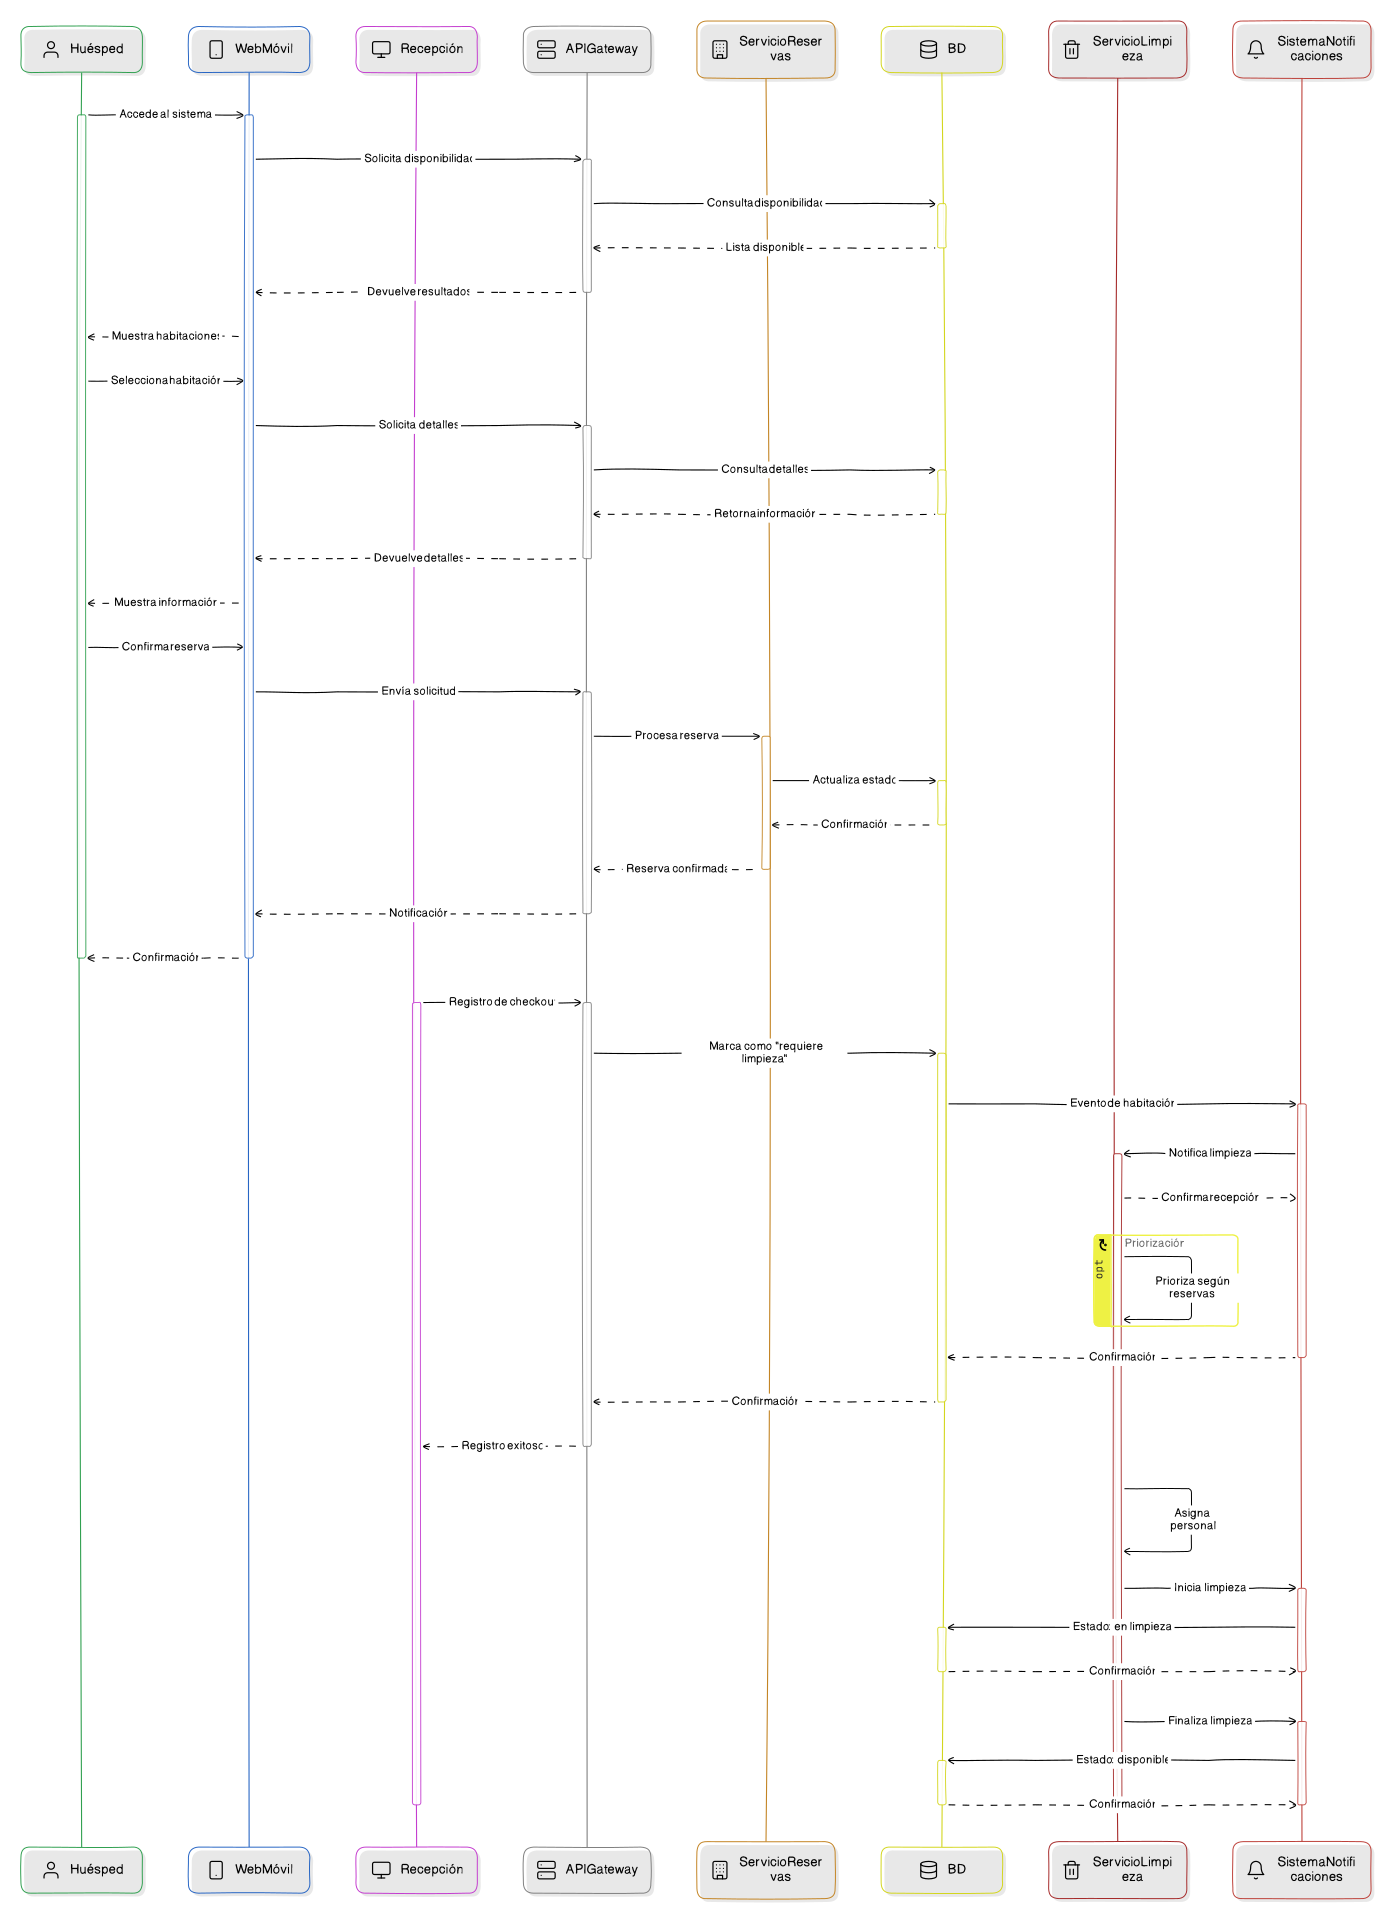 Huésped
WebMóvil
Recepción
APIGateway
ServicioReser
vas
BD
ServicioLimpi
eza
SistemaNotifi
caciones
Accede al sistema
Solicita disponibilidad
Consulta disponibilidad
Lista disponible
Devuelve resultados
Muestra habitaciones
Selecciona habitación
Solicita detalles
Consulta detalles
Retorna información
Devuelve detalles
Muestra información
Confirma reserva
Envía solicitud
Procesa reserva
Actualiza estado
Confirmación
Reserva confirmada
Notificación
Confirmación
Registro de checkout
Marca como "requiere
limpieza"
Evento de habitación
Notifica limpieza
Confirma recepción
opt
Priorización
Prioriza según
reservas
Confirmación
Confirmación
Registro exitoso
Asigna
personal
Inicia limpieza
Estado: en limpieza
Confirmación
Finaliza limpieza
Estado: disponible
Confirmación
Huésped
WebMóvil
Recepción
APIGateway
ServicioReser
vas
BD
ServicioLimpi
eza
SistemaNotifi
caciones